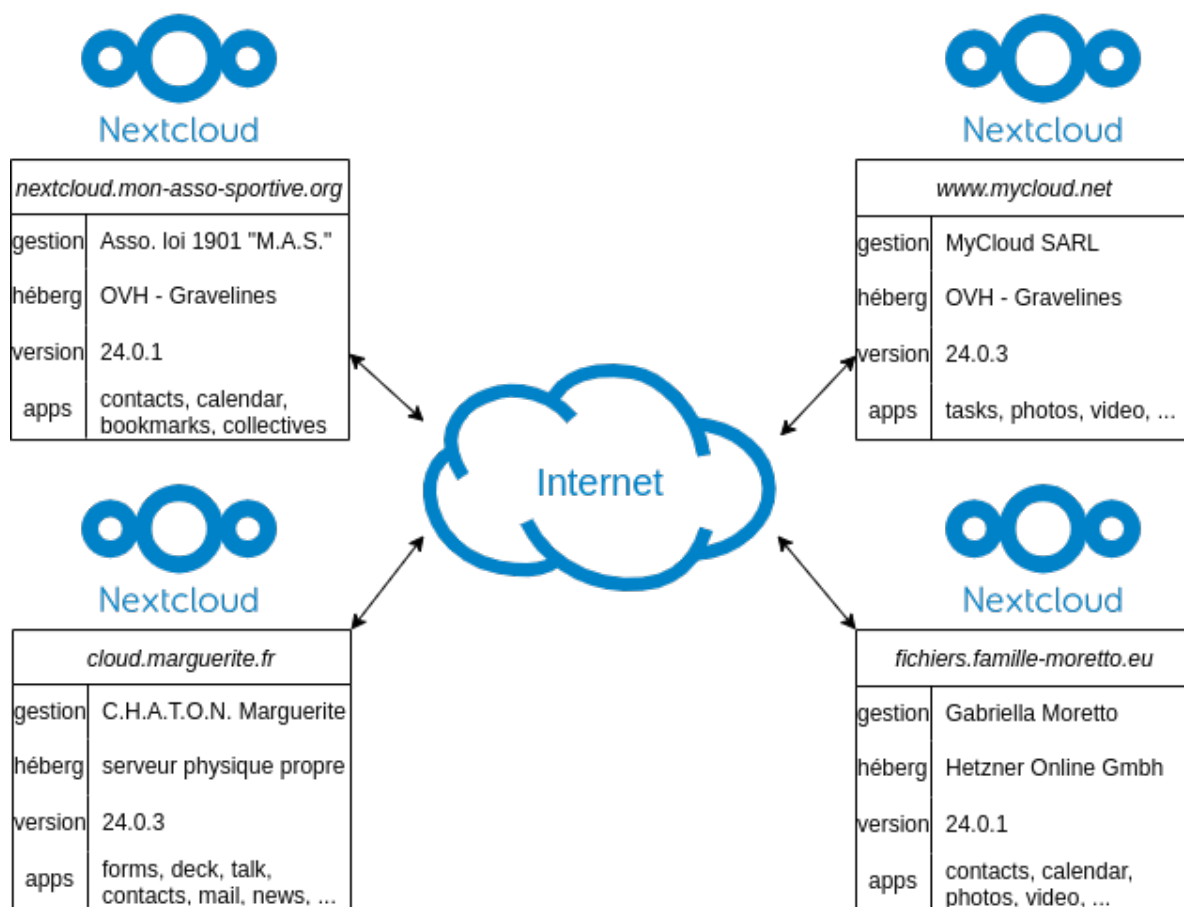 Nextcloud
nextcloud.mon-asso-sportive.org
gestion Asso. loi 1901 "M.A.S."
héberg OVH - Gravelines
version 24.0.1
apps contacts, calendar,
bookmarks, collectives
Nextcloud
www.mycloud.net
gestion MyCloud SARL
héberg OVH - Gravelines
version 24.0.3
apps tasks, photos, video, ...
Internet
Nextcloud
cloud.marguerite.fr
gestion C.H.A.T.O.N. Marguerite
héberg serveur physique propre
version 24.0.3
apps forms, deck, talk,
contacts, mail, news, ...
Nextcloud
fichiers.famille-moretto.eu
gestion Gabriella Moretto
héberg Hetzner Online Gmbh
version 24.0.1
apps contacts, calendar,
photos, video, ...